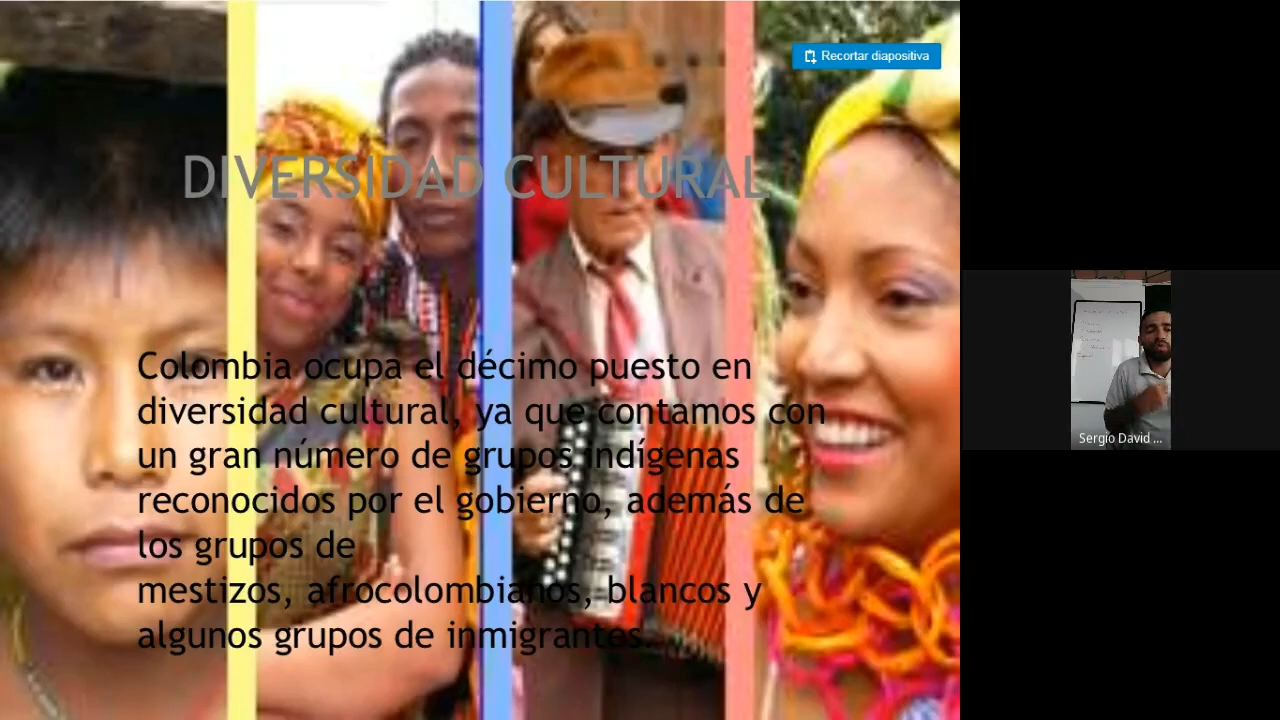 Recortar diapositiva
DIVERSIDAD CULTURAL
Colombia ocupa el décimo puesto en
diversidad cultural, ya que contamos con
un gran número de grupos indígenas
reconocidos por el gobierno, además de
los grupos de
mestizos, afrocolombianos, blancos y
algunos grupos de inmigrantes.
Sergio David ...